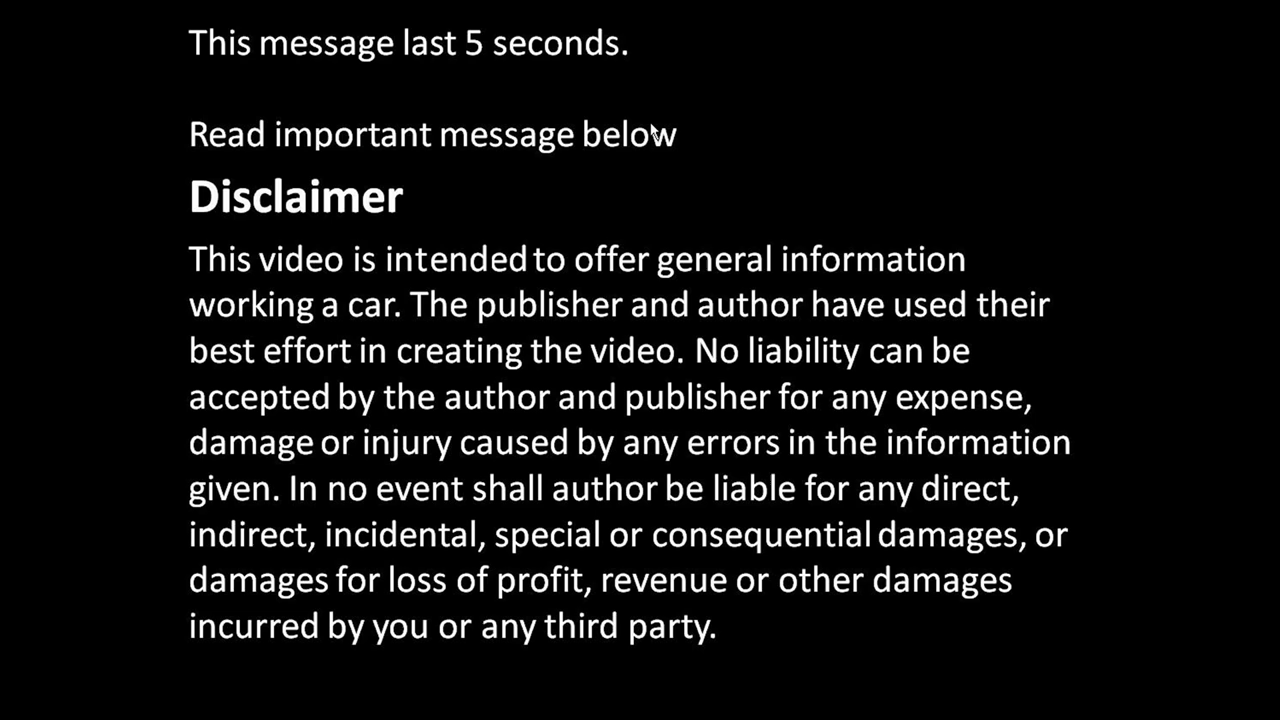 This message last 5 seconds.
Read important message below
Disclaimer
This video is intended to offer general information
working a car. The publisher and author have used their
best effort in creating the video. No liability can be
accepted by the author and publisher for any expense,
damage or injury caused by any errors in the information
given. In no event shall author be liable for any direct,
indirect, incidental, special or consequential damages, or
damages for loss of profit, revenue or other damages
incurred by you or any third party.